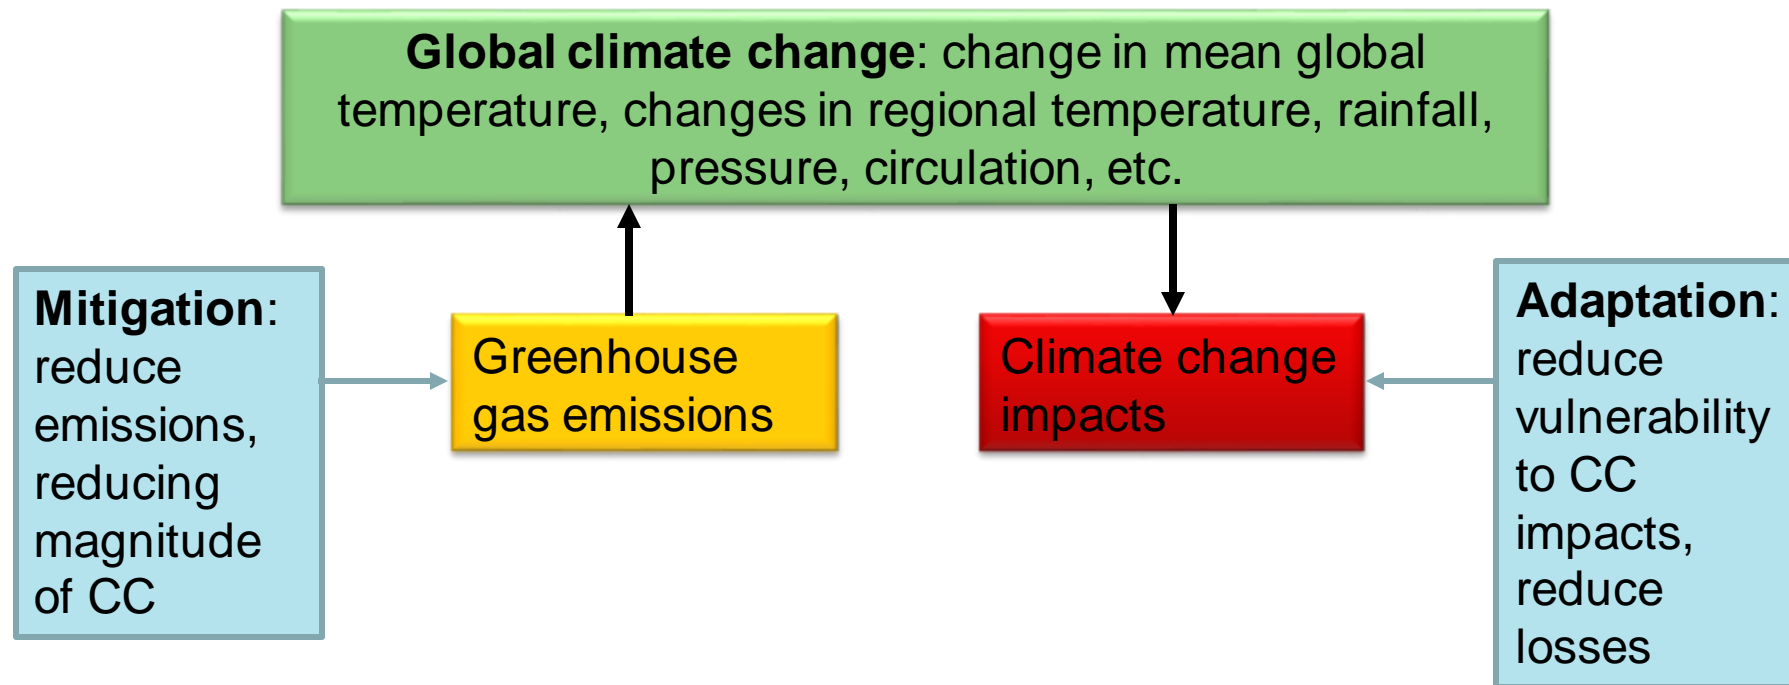 Global climate change: change in mean global
temperature, changes in regional temperature, rainfall,
pressure, circulation, etc.
Mitigation:
reduce
emissions,
reducing
magnitude
of CC
Greenhouse
gas emissions
Climate change
impacts
Adaptation:
reduce
vulnerability
to CC
impacts,
reduce
losses